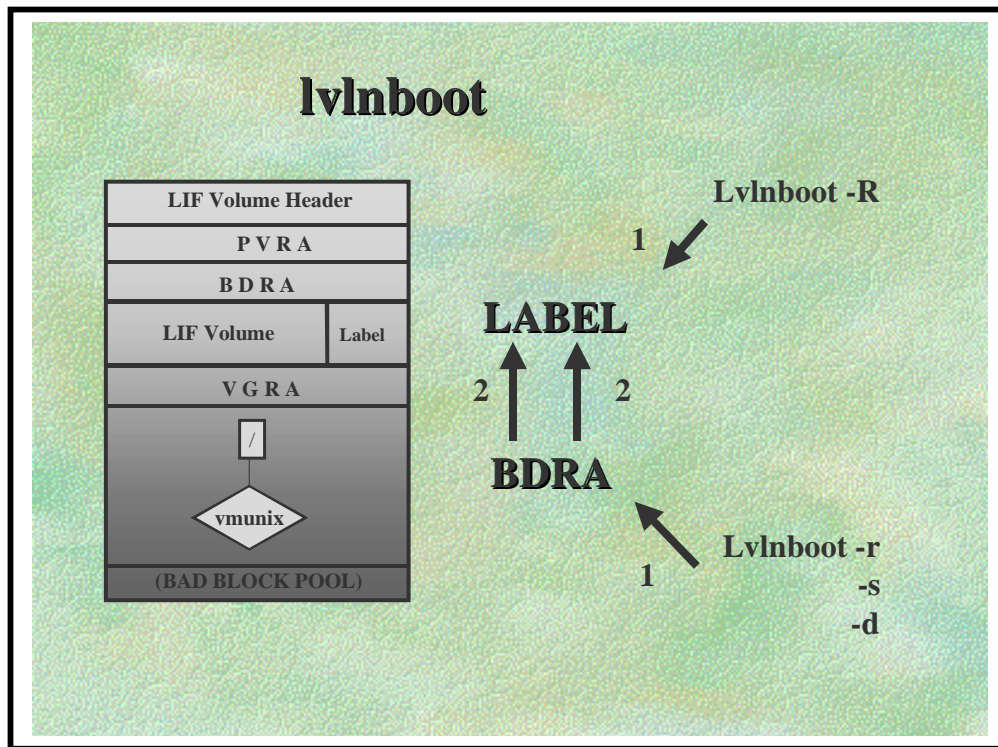 lvlnboot
LIF Volume Header
P V R A
B D R A
LIF Volume
Label
V G R A
/
vmunix
(BAD BLOCK POOL)
Lvlnboot -R
1
LABEL
2
2
BDRA
1
Lvlnboot -r
-s
-d